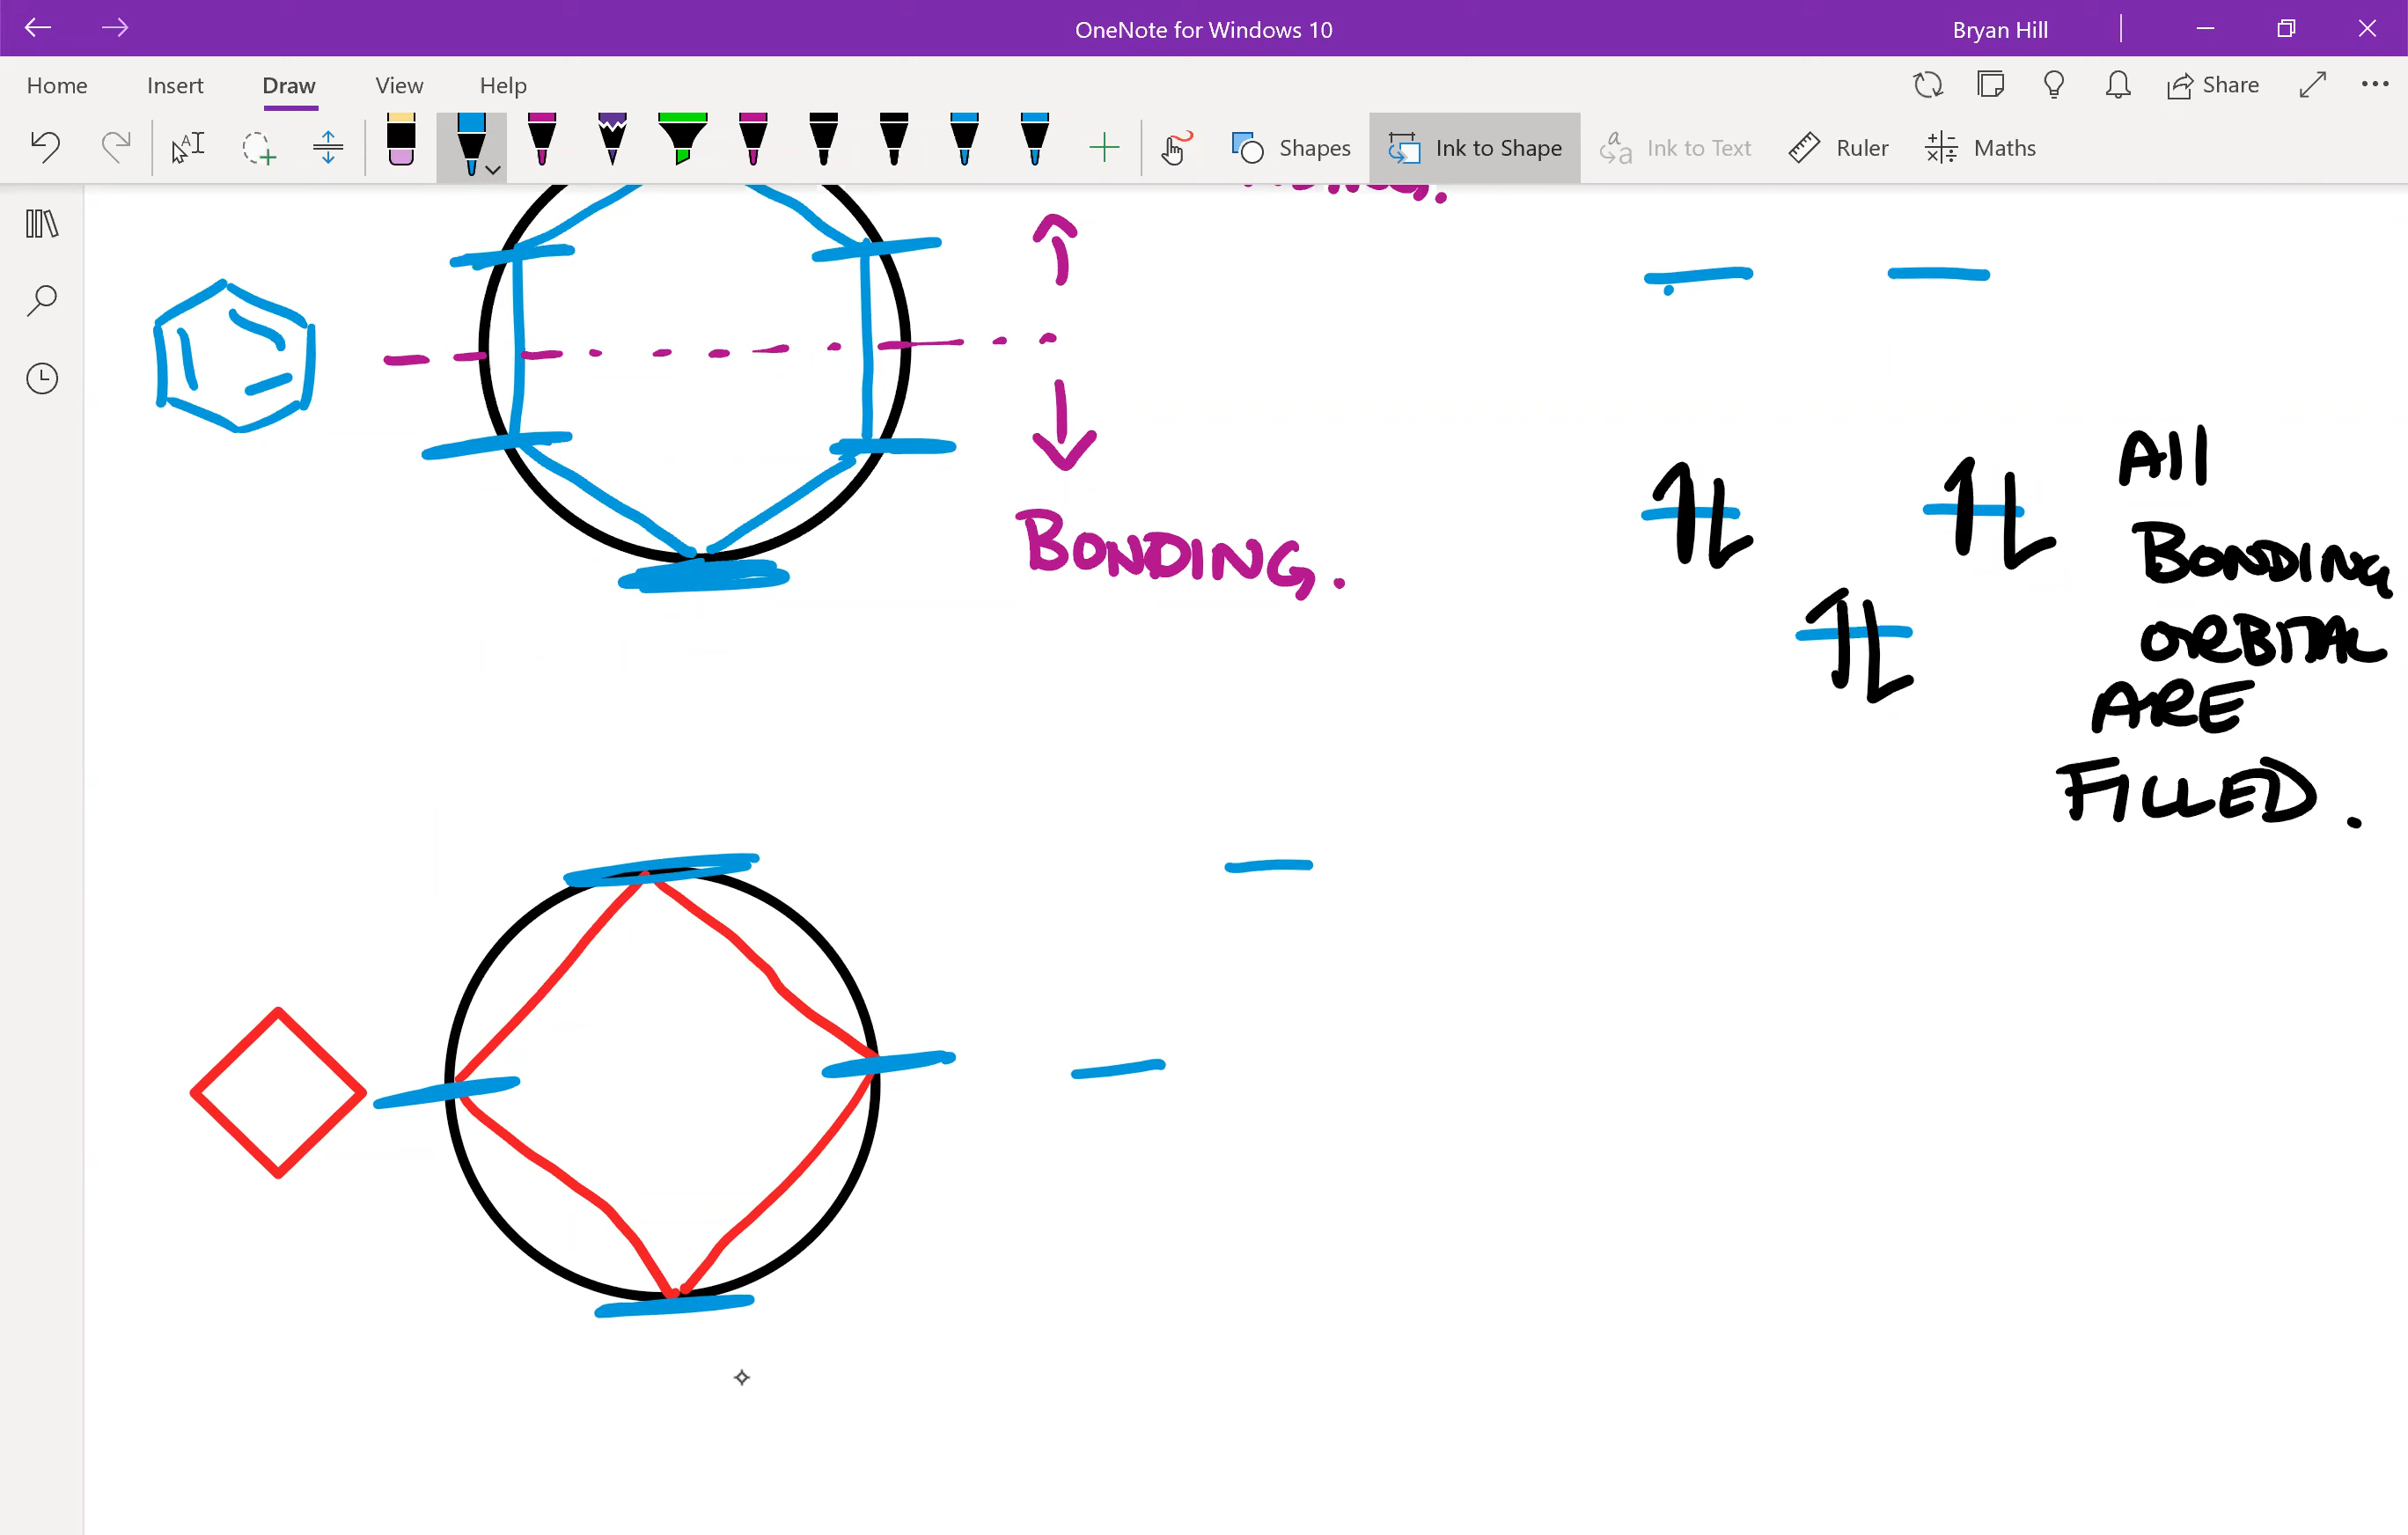 OneNote for Windows 10
Bryan Hill
Home Insert Draw View Help
Share
Shapes
Ink to Shape
Ink to Text
Ruler
Maths
BONDING.
All
BONDING
ORBITAL
ARE
FILLED.